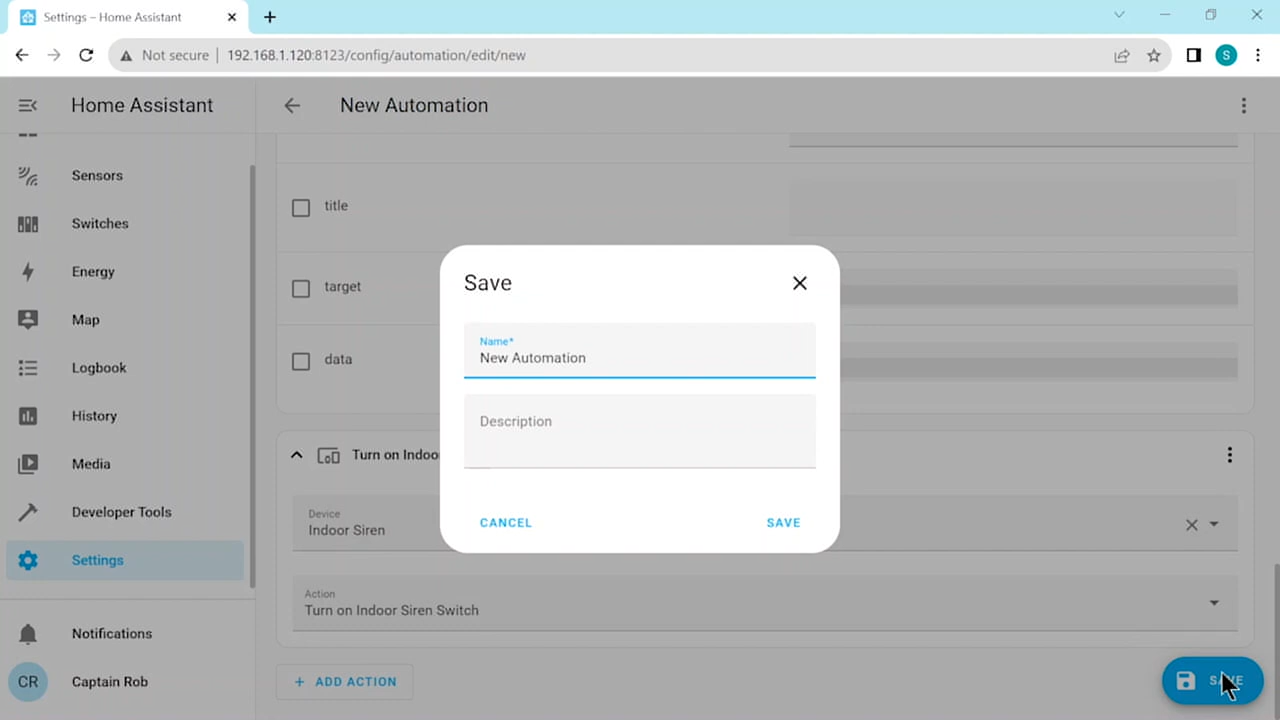 Settings – Home Assistant
Not secure
192.168.1.120:8123/config/automation/edit/new
S
Home Assistant
New Automation
Sensors
Switches
Energy
Map
Logbook
History
Media
Developer Tools
Settings
Notifications
CR
Captain Rob
title
target
data
Turn on Indoo
Device
Indoor Siren
Action
Turn on Indoor Siren Switch
+ ADD ACTION
SAVE
Save
Name*
New Automation
Description
CANCEL
SAVE